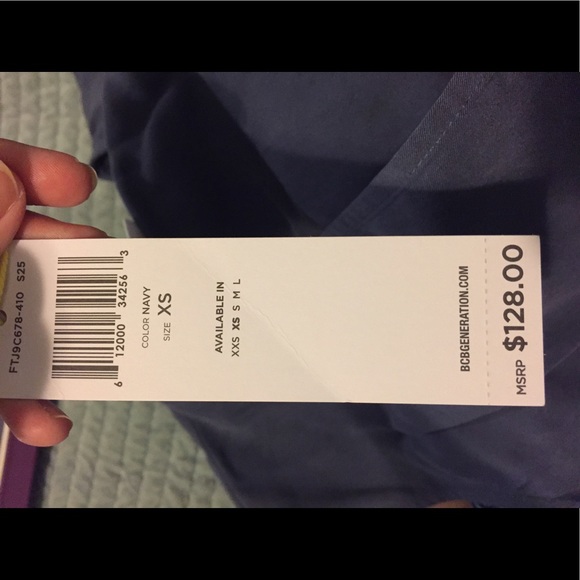 FTJ9C678-410 S25
6 12000 34256 3
COLOR NAVY
SIZE XS
AVAILABLE IN
XXS XS S M L
BCBGENERATION.COM
MSRP $128.00